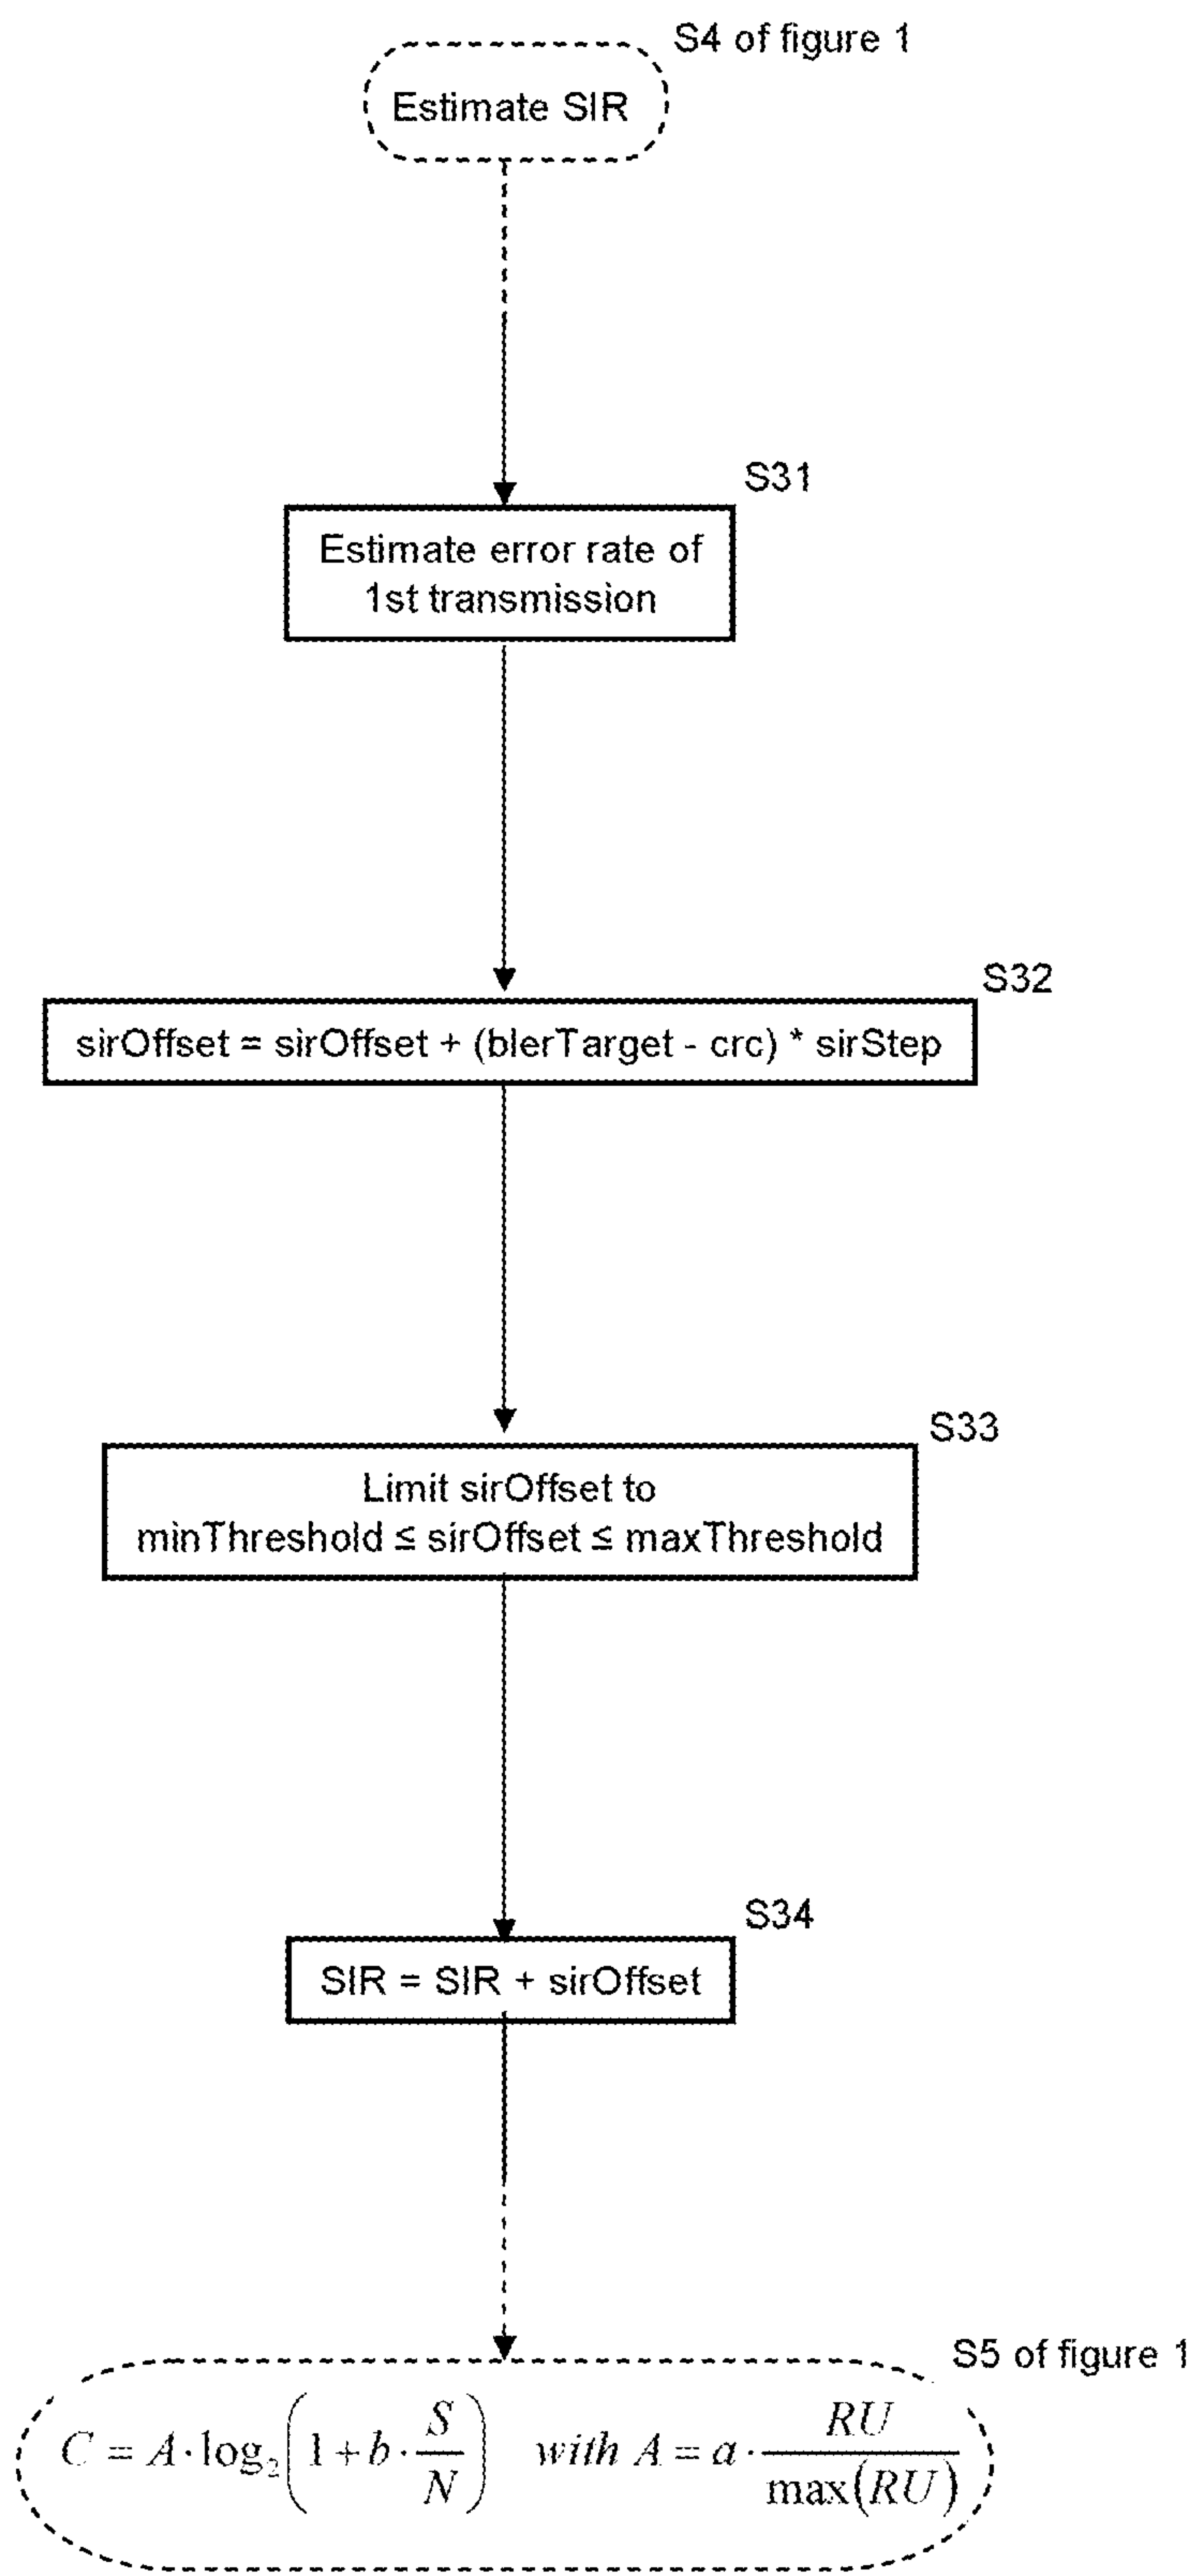 S4 of figure 1
Estimate SIR
S31
Estimate error rate of
1st transmission
S32
sirOffset = sirOffset + (blerTarget - crc) * sirStep
S33
Limit sirOffset to
minThreshold ≤ sirOffset ≤ maxThreshold
S34
SIR = SIR + sirOffset
S5 of figure 1
C = A · log₂(1 + b · S/N) with A = a · RU/max(RU)